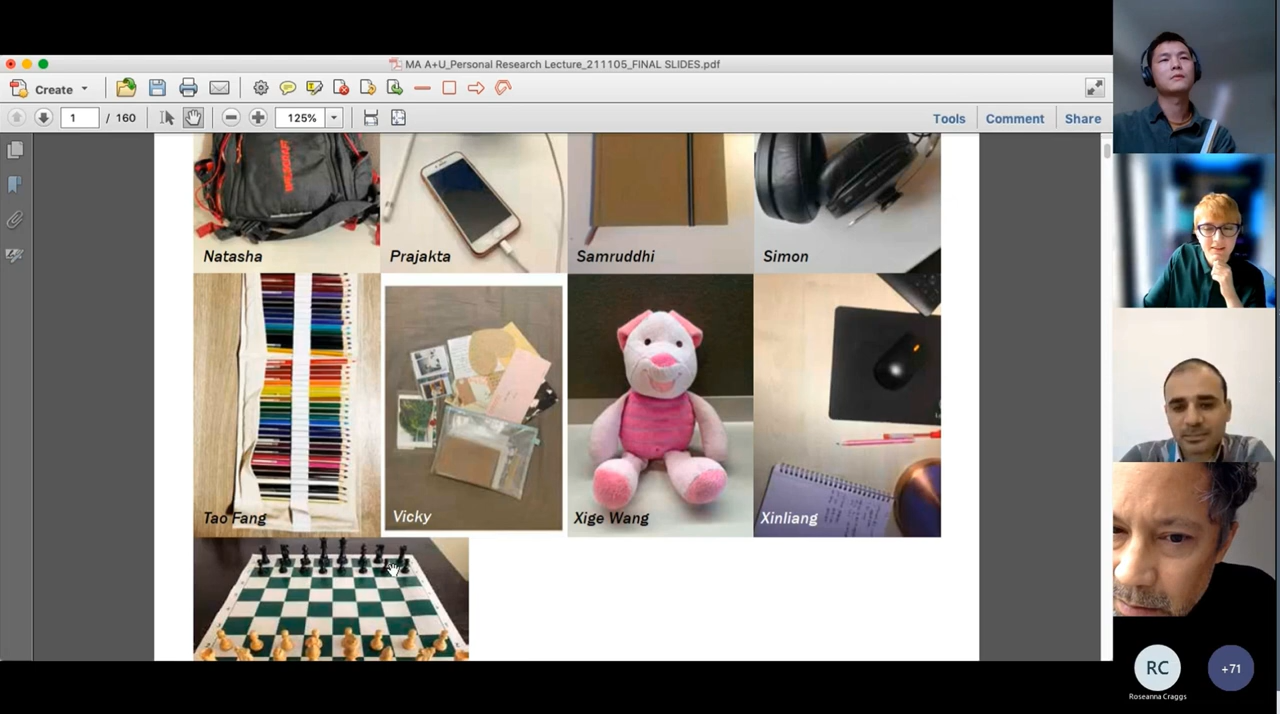 MA A+U_Personal Research Lecture_211105_FINAL SLIDES.pdf
Create
1 / 160 125% Tools Comment Share
Natasha Prajakta Samruddhi Simon
Tao Fang Vicky Xige Wang Xinliang
RC +71
Roseanna Craggs